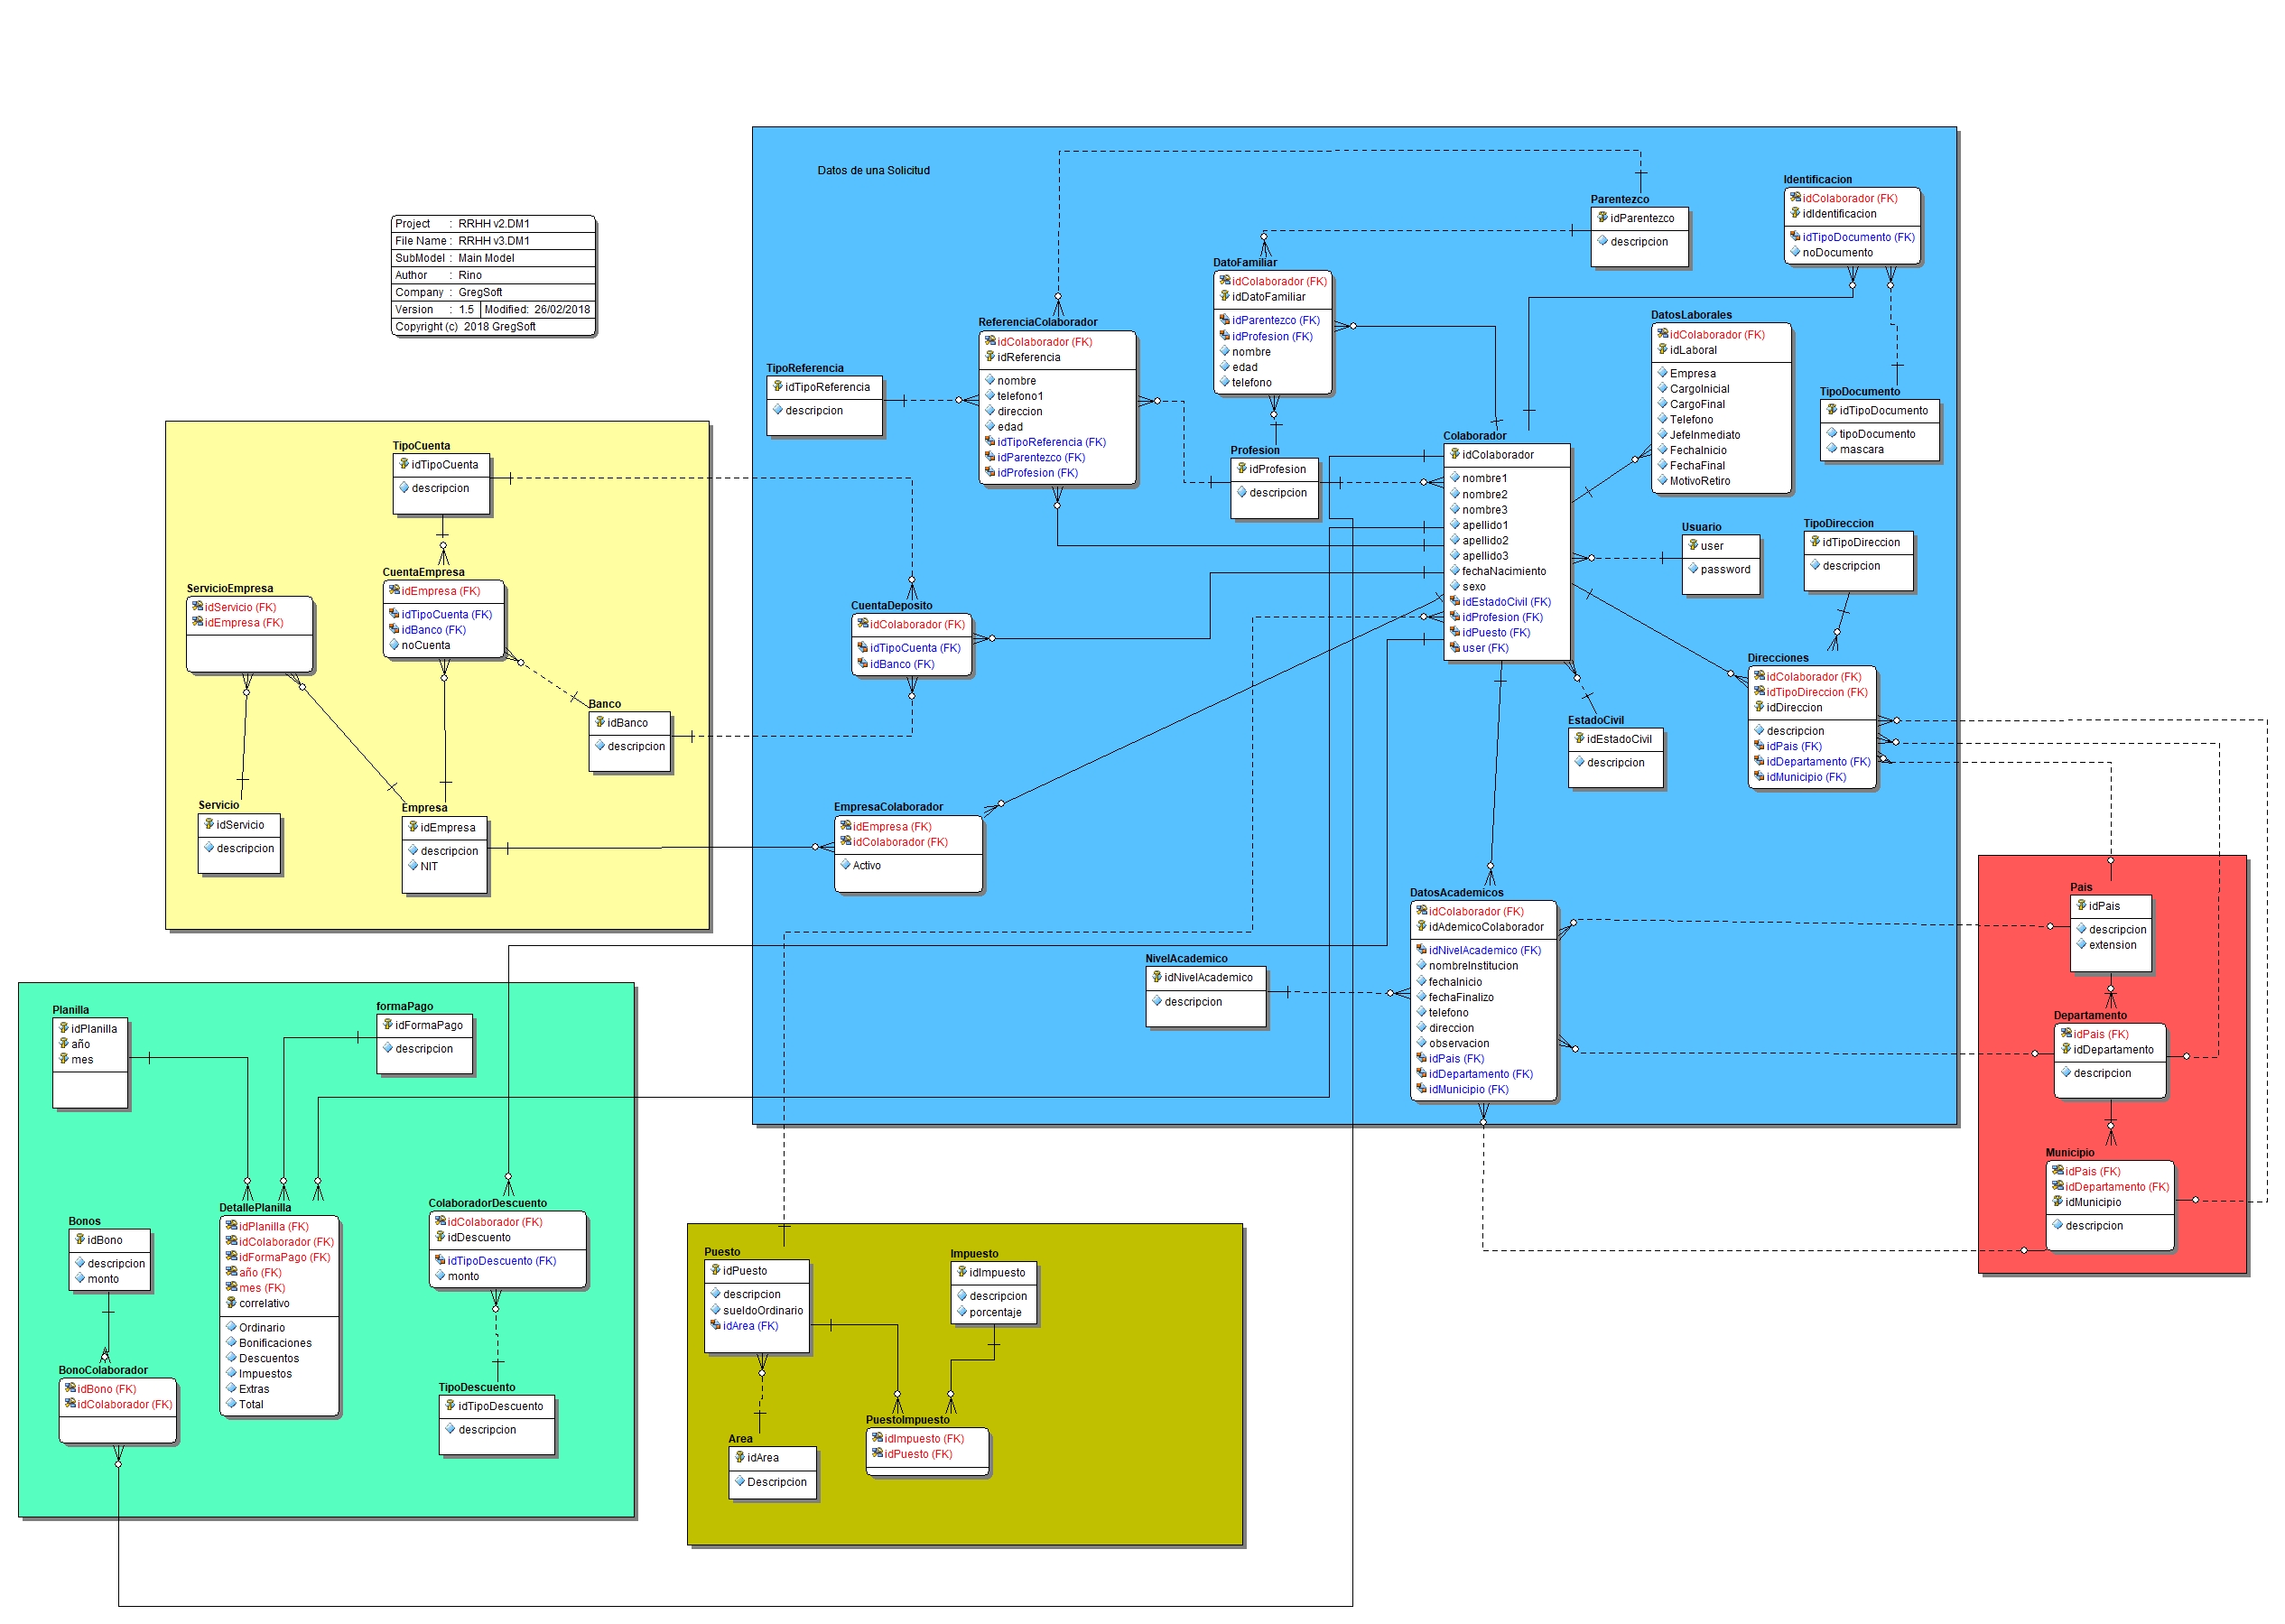 Datos de una Solicitud
Project : RRHH v2.DM1
File Name : RRHH v3.DM1
SubModel : Main Model
Author : Rino
Company : GregSoft
Version : 1.5 Modified: 26/02/2018
Copyright (c) 2018 GregSoft
Parentezco
idParentezco
descripcion
Identificacion
idColaborador (FK)
idIdentificacion
idTipoDocumento (FK)
noDocumento
DatoFamiliar
idColaborador (FK)
idDatoFamiliar
idParentezco (FK)
idProfesion (FK)
nombre
edad
telefono
ReferenciaColaborador
idColaborador (FK)
idReferencia
nombre
telefono1
direccion
edad
idTipoReferencia (FK)
idParentezco (FK)
idProfesion (FK)
TipoReferencia
idTipoReferencia
descripcion
DatosLaborales
idColaborador (FK)
idLaboral
Empresa
CargoInicial
CargoFinal
Telefono
JefeInmediato
FechaInicio
FechaFinal
MotivoRetiro
TipoDocumento
idTipoDocumento
tipoDocumento
mascara
Profesion
idProfesion
descripcion
Colaborador
idColaborador
nombre1
nombre2
nombre3
apellido1
apellido2
apellido3
fechaNacimiento
sexo
idEstadoCivil (FK)
idProfesion (FK)
idPuesto (FK)
user (FK)
Usuario
user
password
TipoDireccion
idTipoDireccion
descripcion
TipoCuenta
idTipoCuenta
descripcion
CuentaEmpresa
idEmpresa (FK)
idTipoCuenta (FK)
idBanco (FK)
noCuenta
ServicioEmpresa
idServicio (FK)
idEmpresa (FK)
CuentaDeposito
idColaborador (FK)
idTipoCuenta (FK)
idBanco (FK)
Banco
idBanco
descripcion
Direcciones
idColaborador (FK)
idTipoDireccion (FK)
idDireccion
descripcion
idPais (FK)
idDepartamento (FK)
idMunicipio (FK)
EstadoCivil
idEstadoCivil
descripcion
Servicio
idServicio
descripcion
Empresa
idEmpresa
descripcion
NIT
EmpresaColaborador
idEmpresa (FK)
idColaborador (FK)
Activo
DatosAcademicos
idColaborador (FK)
idAdemicoColaborador
idNivelAcademico (FK)
nombreInstitucion
fechaInicio
fechaFinalizo
telefono
direccion
observacion
idPais (FK)
idDepartamento (FK)
idMunicipio (FK)
NivelAcademico
idNivelAcademico
descripcion
Pais
idPais
descripcion
extension
Departamento
idPais (FK)
idDepartamento
descripcion
Municipio
idPais (FK)
idDepartamento (FK)
idMunicipio
descripcion
Planilla
idPlanilla
año
mes
formaPago
idFormaPago
descripcion
DetallePlanilla
idPlanilla (FK)
idColaborador (FK)
idFormaPago (FK)
año (FK)
mes (FK)
correlativo
Ordinario
Bonificaciones
Descuentos
Impuestos
Extras
Total
ColaboradorDescuento
idColaborador (FK)
idDescuento
idTipoDescuento (FK)
monto
Bonos
idBono
descripcion
monto
BonoColaborador
idBono (FK)
idColaborador (FK)
TipoDescuento
idTipoDescuento
descripcion
Puesto
idPuesto
descripcion
sueldoOrdinario
idArea (FK)
Impuesto
idImpuesto
descripcion
porcentaje
PuestoImpuesto
idImpuesto (FK)
idPuesto (FK)
Area
idArea
Descripcion